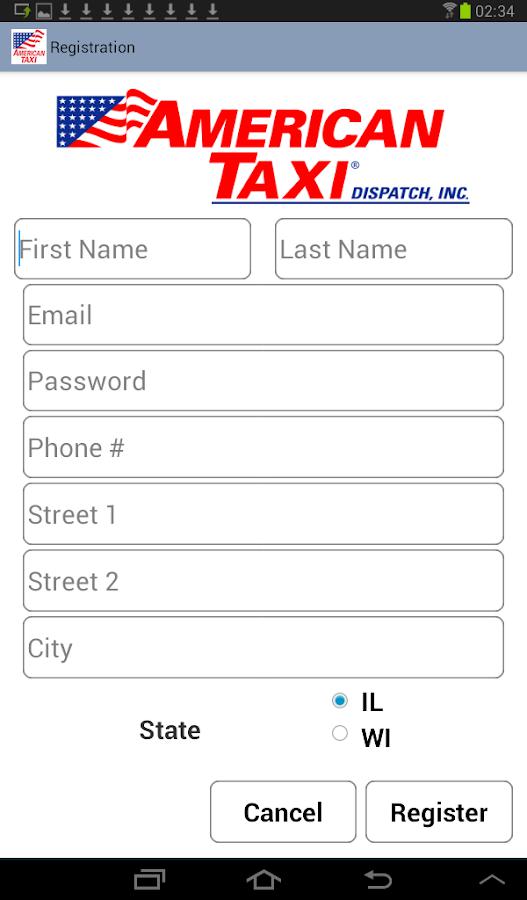 02:34
AMERICAN TAXI
Registration
AMERICAN
TAXI® DISPATCH, INC.
First Name Last Name
Email
Password
Phone #
Street 1
Street 2
City
State
IL
WI
Cancel Register